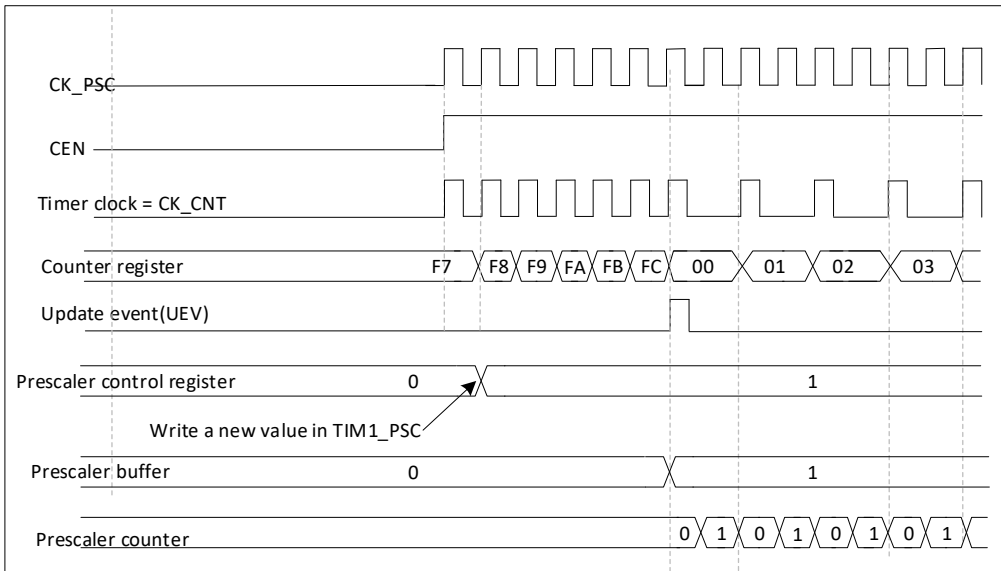 CK_PSC
CEN
Timer clock = CK_CNT
Counter register F7 F8 F9 FA FB FC 00 01 02 03
Update event(UEV)
Prescaler control register 0 1
Write a new value in TIM1_PSC
Prescaler buffer 0 1
Prescaler counter 0 1 0 1 0 1 0 1